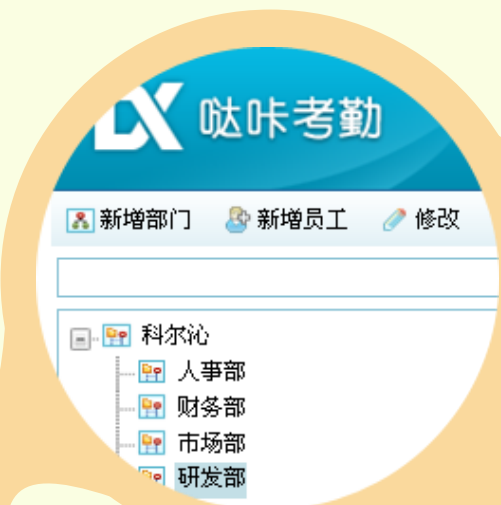 哒咔考勤
新增部门 新增员工 修改
科尔沁
人事部
财务部
市场部
研发部